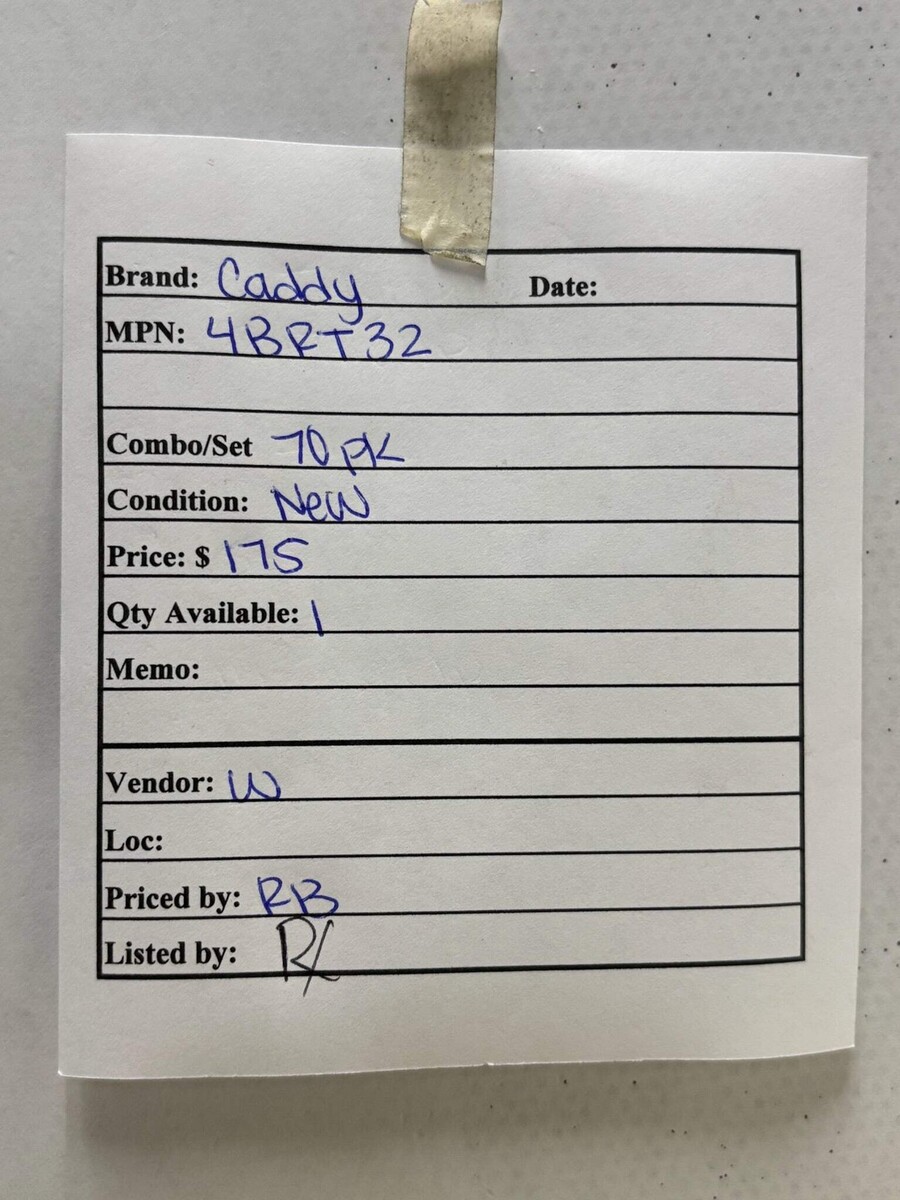 Brand: Caddy Date:
MPN: 4BRT32
Combo/Set 70 pk
Condition: New
Price: $ 175
Qty Available: 1
Memo:
Vendor: W
Loc:
Priced by: RB
Listed by: